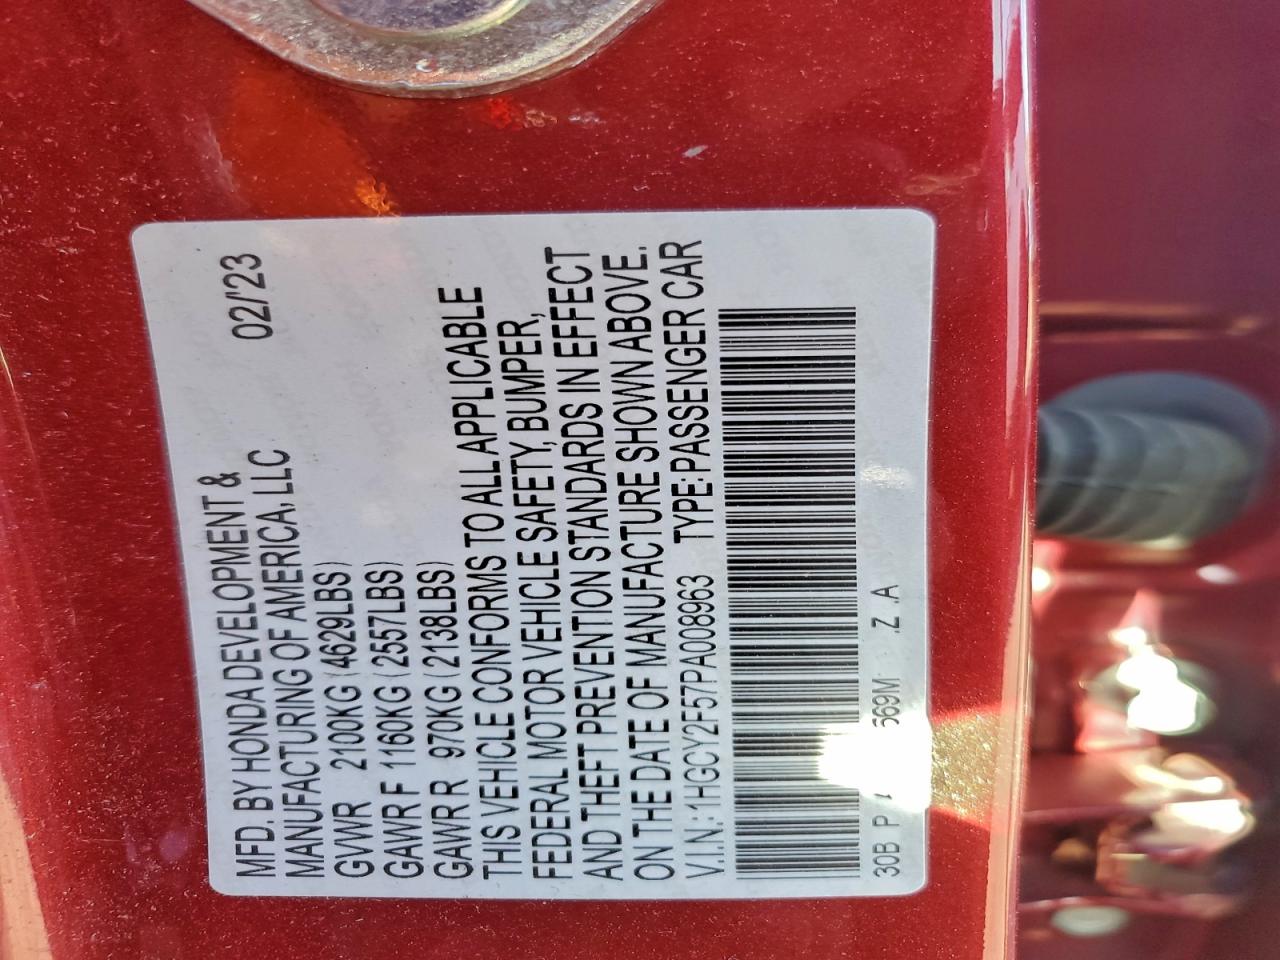 MFD. BY HONDA DEVELOPMENT &
MANUFACTURING OF AMERICA, LLC 02/'23
GVWR 2100KG (4629LBS)
GAWR F 1160KG (2557LBS)
GAWR R 970KG (2138LBS)
THIS VEHICLE CONFORMS TO ALL APPLICABLE
FEDERAL MOTOR VEHICLE SAFETY, BUMPER,
AND THEFT PREVENTION STANDARDS IN EFFECT
ON THE DATE OF MANUFACTURE SHOWN ABOVE.
V.I.N.:1HGCY2F57PA008963 TYPE:PASSENGER CAR
30B P Z .A